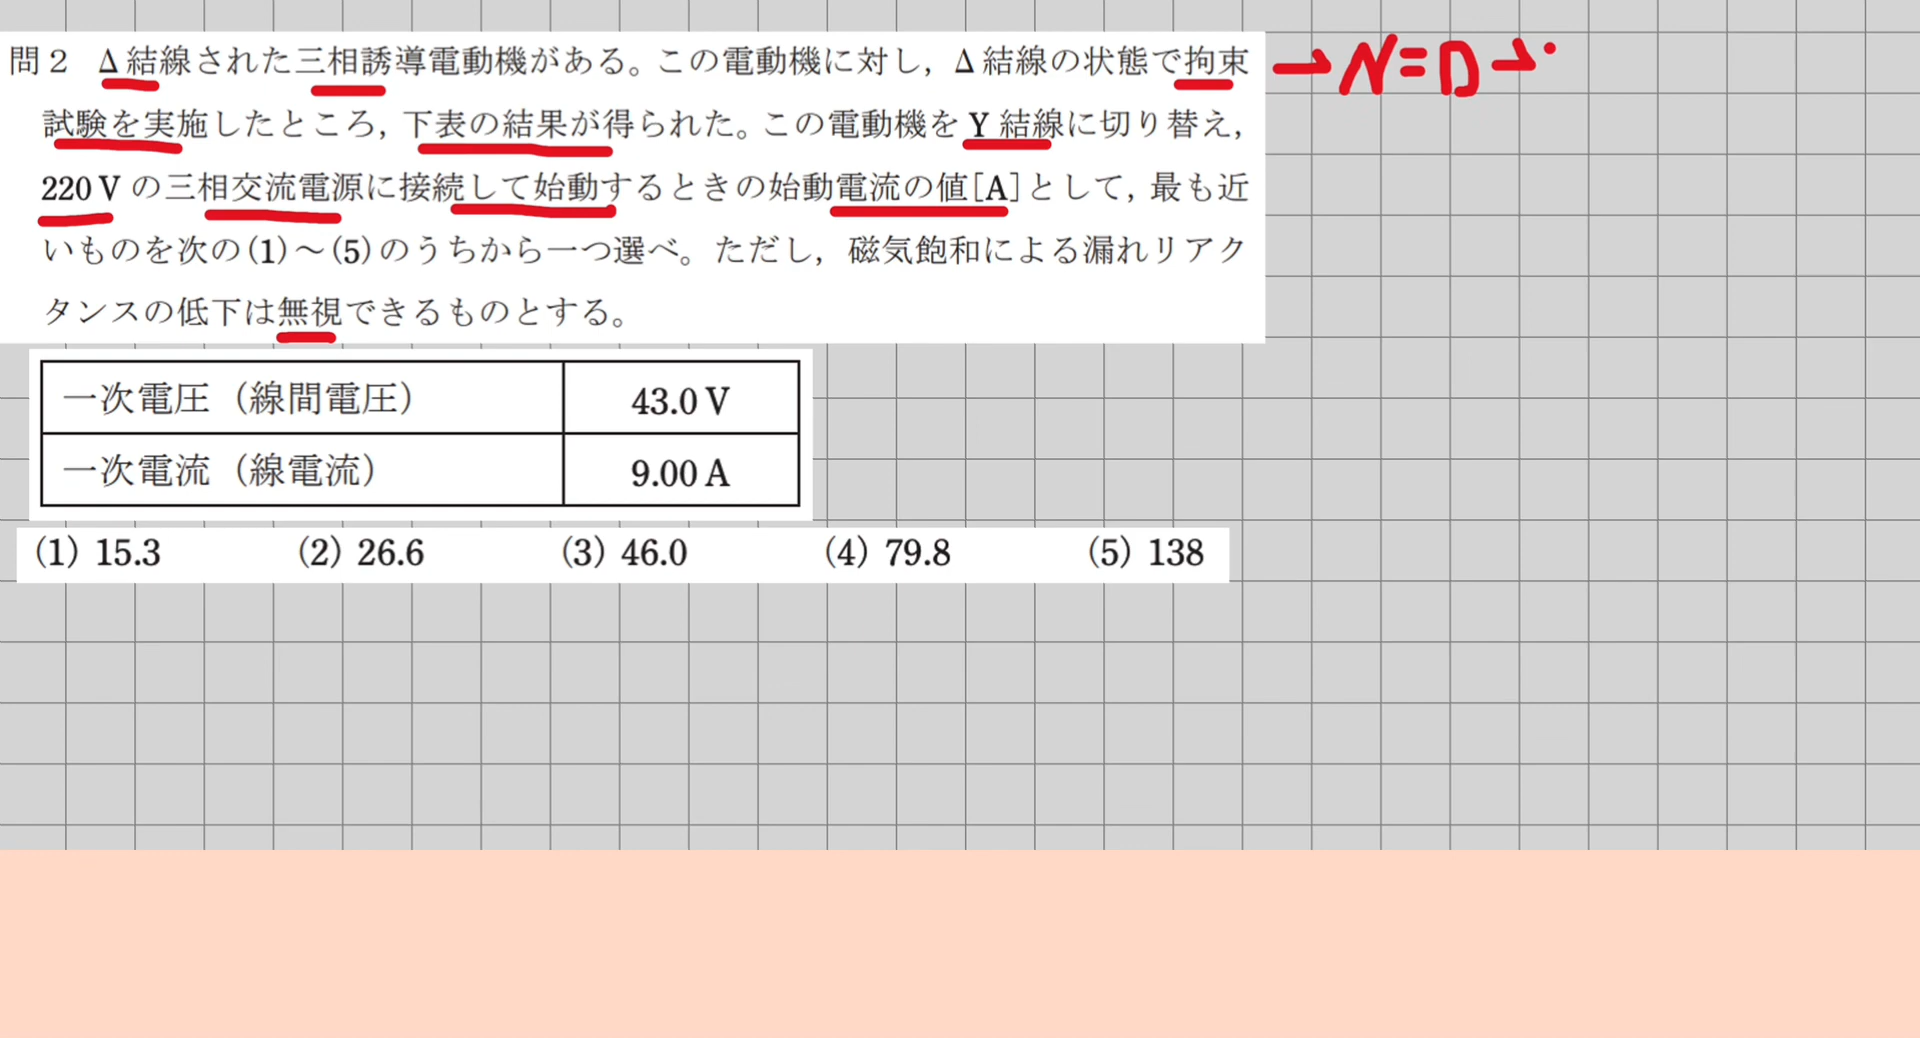 問２　Δ結線された三相誘導電動機がある。この電動機に対し，Δ結線の状態で拘束
試験を実施したところ，下表の結果が得られた。この電動機をY結線に切り替え，
220Vの三相交流電源に接続して始動するときの始動電流の値[A]として，最も近
いものを次の(1)～(5)のうちから一つ選べ。ただし，磁気飽和による漏れリアク
タンスの低下は無視できるものとする。
→N=0→
一次電圧（線間電圧） 43.0 V
一次電流（線電流） 9.00 A
(1) 15.3　(2) 26.6　(3) 46.0　(4) 79.8　(5) 138